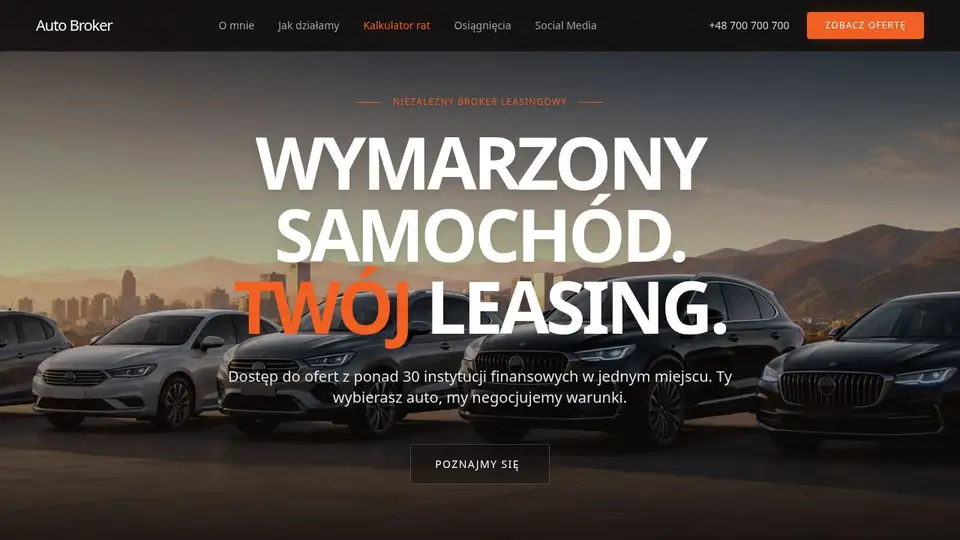 Auto Broker
O mnie
Jak działamy
Kalkulator rat
Osiągnięcia
Social Media
+48 700 700 700
ZOBACZ OFERTĘ
NIEZALEŻNY BROKER LEASINGOWY
WYMARZONY
SAMOCHÓD.
TWÓJ LEASING.
Dostęp do ofert z ponad 30 instytucji finansowych w jednym miejscu. Ty
wybierasz auto, my negocjujemy warunki.
POZNAJMY SIĘ